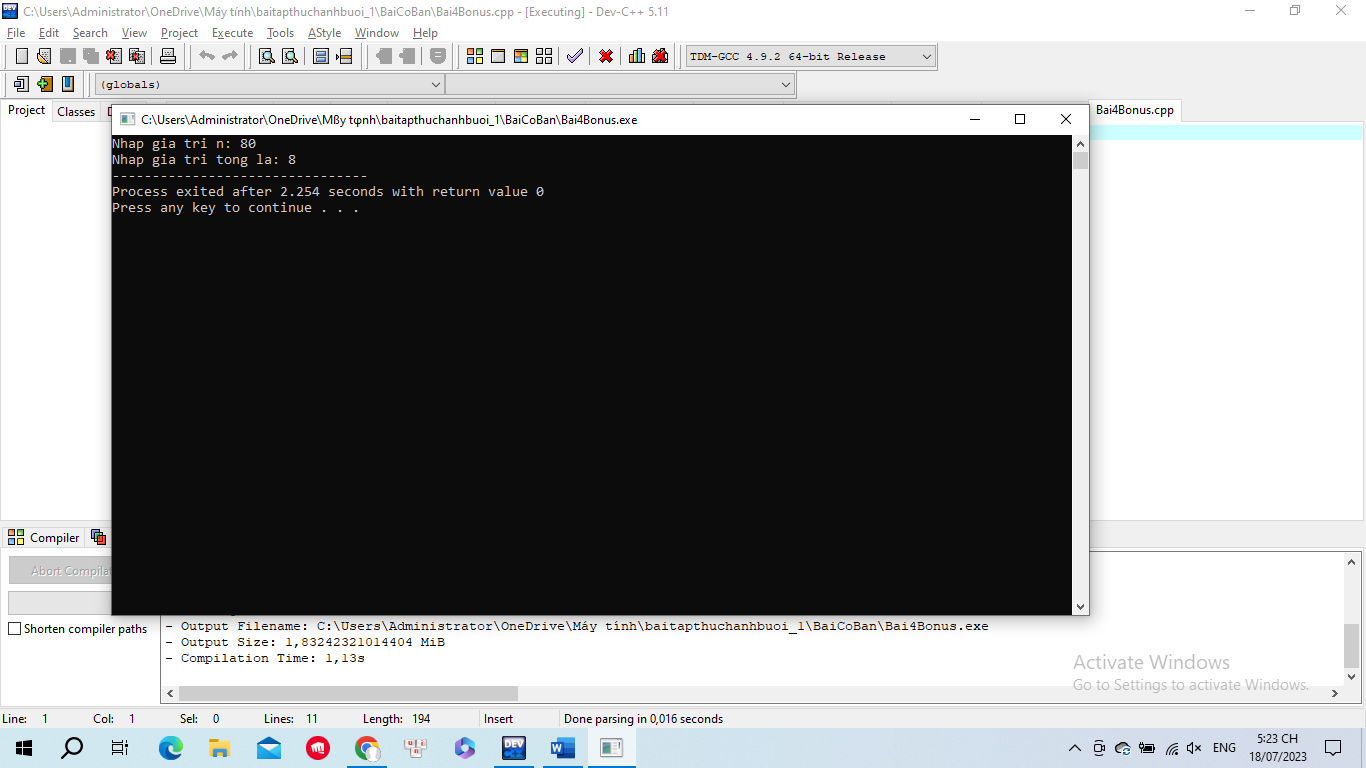 C:\Users\Administrator\OneDrive\Máy tính\baitapthuchanhbuoi_1\BaiCoBan\Bai4Bonus.cpp - [Executing] - Dev-C++ 5.11
File Edit Search View Project Execute Tools AStyle Window Help
TDM-GCC 4.9.2 64-bit Release
(globals)
Project Classes Bai4Bonus.cpp
C:\Users\Administrator\OneDrive\Mßy tφnh\baitapthuchanhbuoi_1\BaiCoBan\Bai4Bonus.exe
Nhap gia tri n: 80
Nhap gia tri tong la: 8
--------------------------------
Process exited after 2.254 seconds with return value 0
Press any key to continue . . .
Compiler
Abort
Shorten compiler paths
- Output Filename: C:\Users\Administrator\OneDrive\Máy tính\baitapthuchanhbuoi_1\BaiCoBan\Bai4Bonus.exe
- Output Size: 1,83242321014404 MiB
- Compilation Time: 1,13s
Activate Windows
Go to Settings to activate Windows.
Line: 1 Col: 1 Sel: 0 Lines: 11 Length: 194 Insert Done parsing in 0,016 seconds
DEV C++ W ENG 5:23 CH
18/07/2023